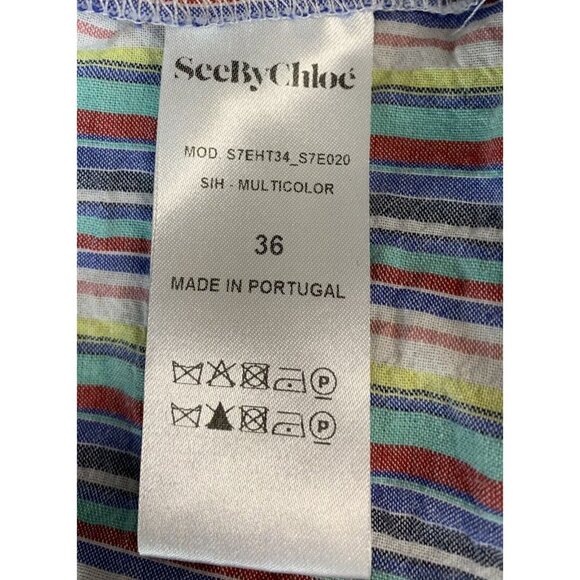 SeeByChloé
MOD. S7EHT34_S7E020
SIH - MULTICOLOR
36
MADE IN PORTUGAL
P
P